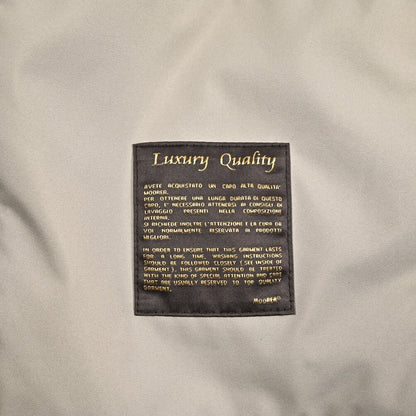 Luxury Quality
AVETE ACQUISTATO UN CAPO ALTA QUALITA'
MOORER.
PER OTTENERE UNA LUNGA DURATA DI QUESTO
CAPO, E' NECESSARIO ATTENERSI AI CONSIGLI DI
LAVAGGIO PRESENTI NELLA COMPOSIZIONE
INTERNA.
SI RICHIEDE INOLTRE L'ATTENZIONE E LA CURA DA
VOI NORMALMENTE RISERVATA AI PRODOTTI
MIGLIORI.
IN ORDER TO ENSURE THAT THIS GARMENT LASTS
FOR A LONG TIME, WASHING INSTRUCTIONS
SHOULD BE FOLLOWED CLOSELY (SEE INSIDE OF
GARMENT), THIS GARMENT SHOULD BE TREATED
WITH THE KIND OF SPECIAL ATTENTION AND CARE
THAT ARE USUALLY RESERVED TO TOP QUALITY
GARMENT.
MOORER©